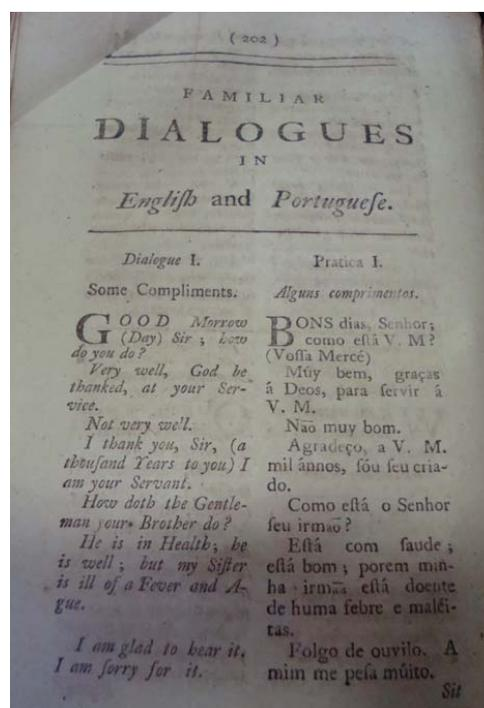 ( 202 )
FAMILIAR
DIALOGUES
IN
Engliſh and Portugueſe.
Dialogue I.
Some Compliments.
GOOD Morrow
(Day) Sir ; how
do you do ?
Very well, God be
thanked, at your Ser-
vice.
Not very well.
I thank you, Sir, (a
thouſand Years to you) I
am your Servant.
How doth the Gentle-
man your Brother do ?
He is in Health; he
is well ; but my Siſter
is ill of a Fever and A-
gue.
I am glad to hear it.
I am ſorry for it.
Pratica I.
Alguns comprimentos.
BONS dias, Senhor;
como eſtá V. M?
(Voſſa Mercé)
Múy bem, graças
á Deos, para ſervir á
V. M.
Naõ muy bom.
Agradeço, a V. M.
mil ánnos, ſóu ſeu cria-
do.
Como eſtá o Senhor
ſeu irmaõ ?
Eſtá com ſaude ;
eſtá bom ; porem min-
ha irmãa eſtá doente
de huma febre e maléi-
tas.
Folgo de ouvilo. A
mim me peſa múito.
Sit